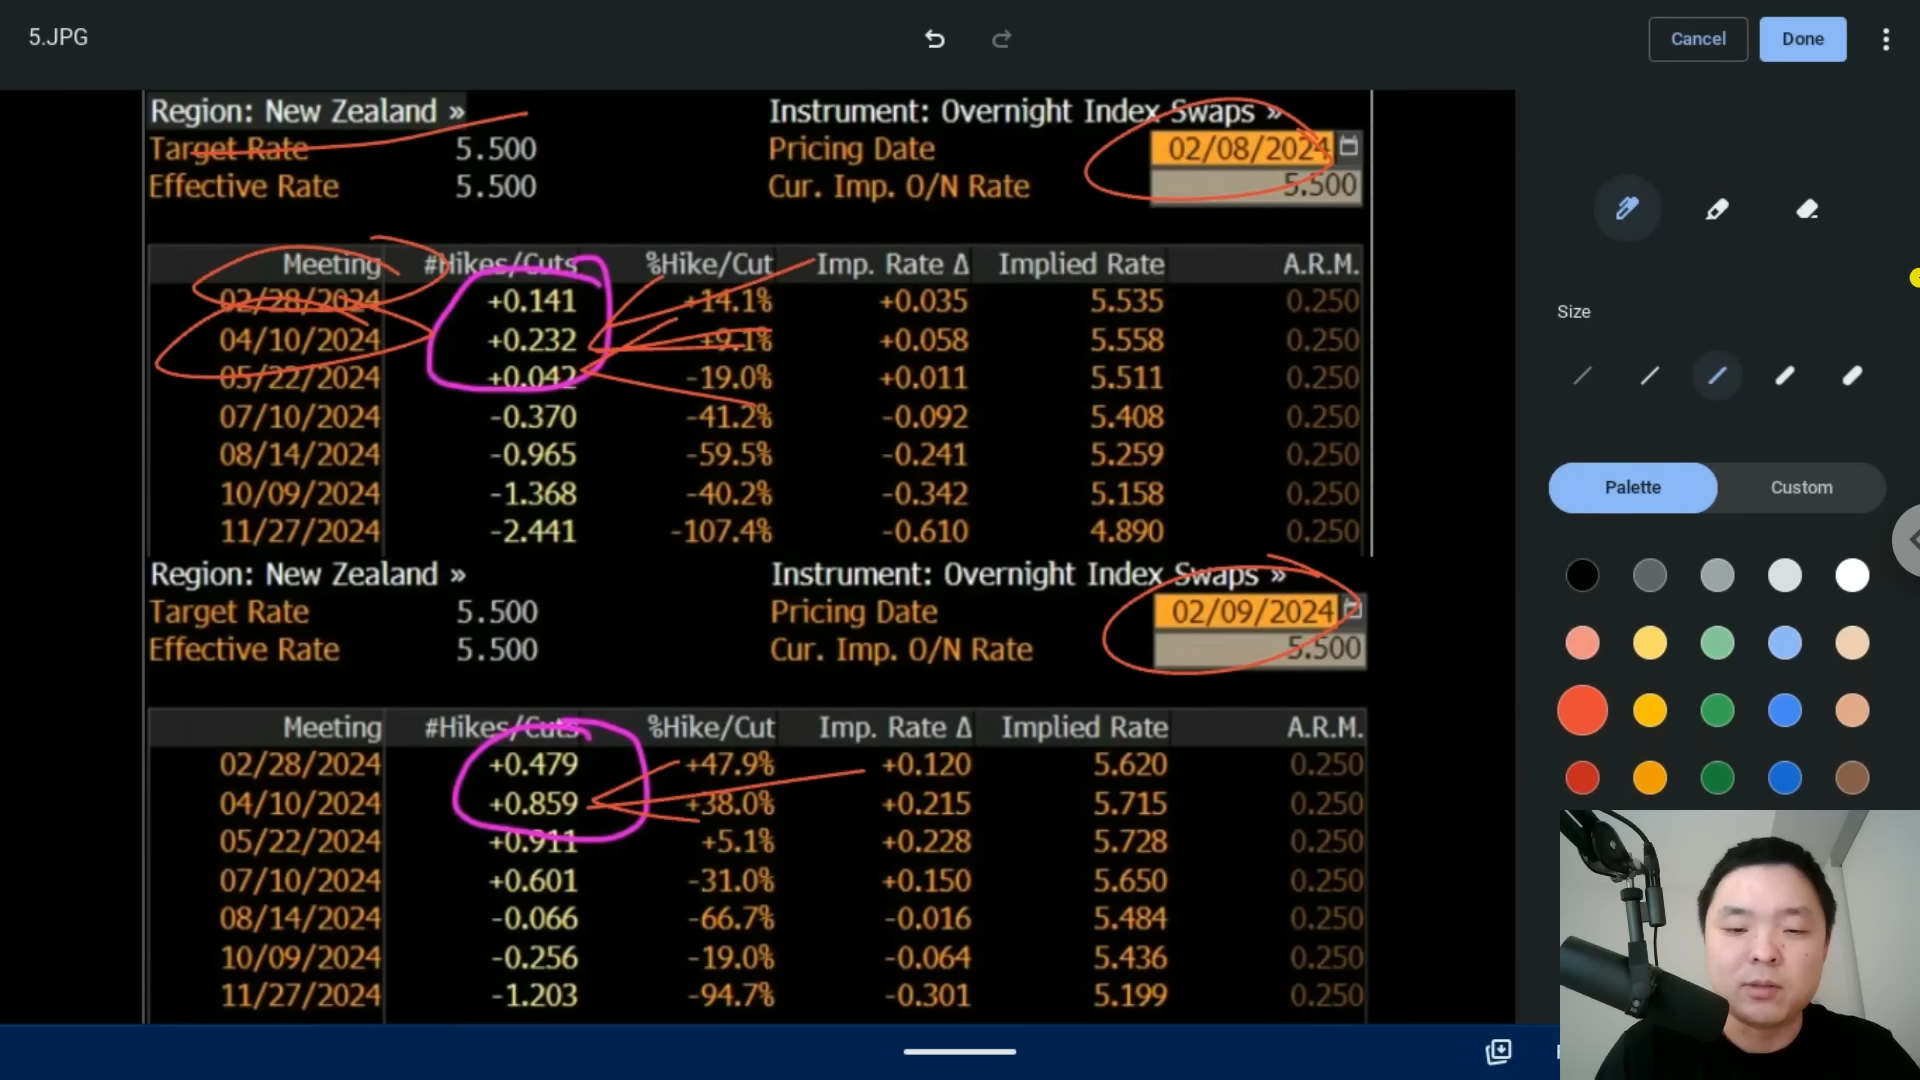 5.JPG
Cancel
Done
Region: New Zealand »
Instrument: Overnight Index Swaps »
Target Rate 5.500
Pricing Date 02/08/2024
Effective Rate 5.500
Cur. Imp. O/N Rate 5.500
Meeting #Hikes/Cuts %Hike/Cut Imp. Rate Δ Implied Rate A.R.M.
02/28/2024 +0.141 +14.1% +0.035 5.535 0.250
04/10/2024 +0.232 +9.1% +0.058 5.558 0.250
05/22/2024 +0.042 -19.0% +0.011 5.511 0.250
07/10/2024 -0.370 -41.2% -0.092 5.408 0.250
08/14/2024 -0.965 -59.5% -0.241 5.259 0.250
10/09/2024 -1.368 -40.2% -0.342 5.158 0.250
11/27/2024 -2.441 -107.4% -0.610 4.890 0.250
Region: New Zealand »
Instrument: Overnight Index Swaps »
Target Rate 5.500
Pricing Date 02/09/2024
Effective Rate 5.500
Cur. Imp. O/N Rate 5.500
Meeting #Hikes/Cuts %Hike/Cut Imp. Rate Δ Implied Rate A.R.M.
02/28/2024 +0.479 +47.9% +0.120 5.620 0.250
04/10/2024 +0.859 +38.0% +0.215 5.715 0.250
05/22/2024 +0.911 +5.1% +0.228 5.728 0.250
07/10/2024 +0.601 -31.0% +0.150 5.650 0.250
08/14/2024 -0.066 -66.7% -0.016 5.484 0.250
10/09/2024 -0.256 -19.0% -0.064 5.436 0.250
11/27/2024 -1.203 -94.7% -0.301 5.199 0.250
Size
Palette
Custom